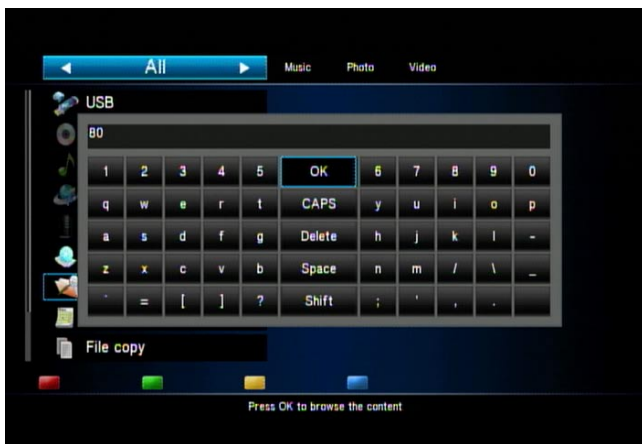 All Music Photo Video
USB
80
1 2 3 4 5 OK 6 7 8 9 0
q w e r t CAPS y u i o p
a s d f g Delete h j k l -
z x c v b Space n m / \ _
` = [ ] ? Shift ; ' , .
File copy
Press OK to browse the content